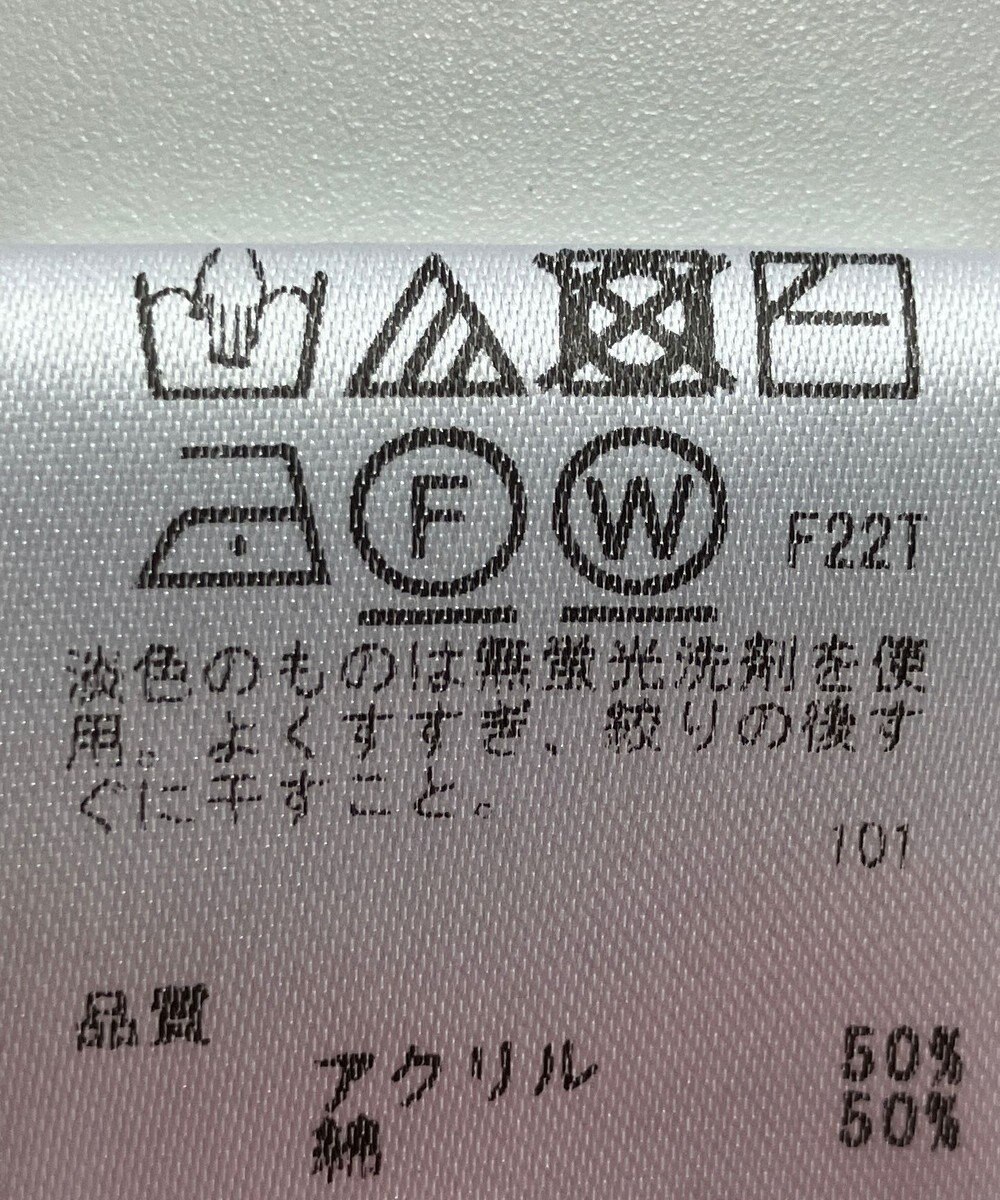 F W F22T
淡色のものは無蛍光洗剤を使
用。よくすすぎ、絞りの後す
ぐに干すこと。
101
品質
アクリル 50%
綿 50%